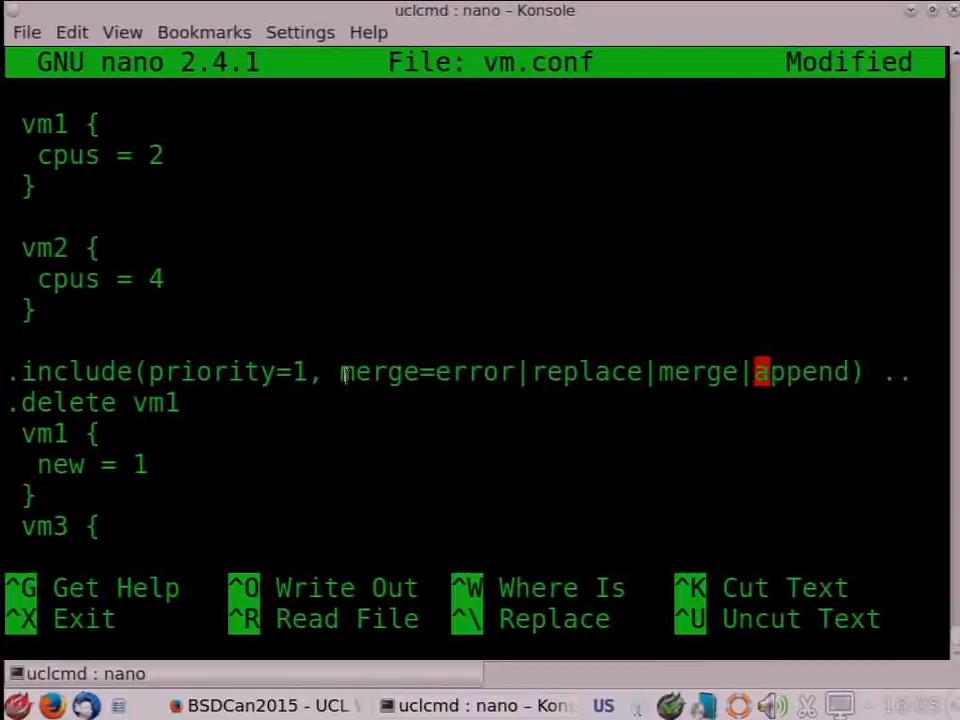 uclcmd : nano – Konsole
File Edit View Bookmarks Settings Help
GNU nano 2.4.1 File: vm.conf Modified
vm1 {
cpus = 2
}
vm2 {
cpus = 4
}
.include(priority=1, merge=error|replace|merge|append) ..
.delete vm1
vm1 {
new = 1
}
vm3 {
^G Get Help ^O Write Out ^W Where Is ^K Cut Text
^X Exit ^R Read File ^\ Replace ^U Uncut Text
uclcmd : nano
BSDCan2015 - UCL uclcmd : nano – Kons US 16:05